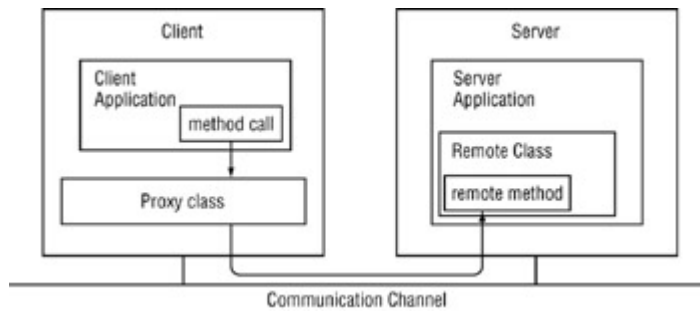 Client
Client
Application
method call
Proxy class
Server
Server
Application
Remote Class
remote method
Communication Channel